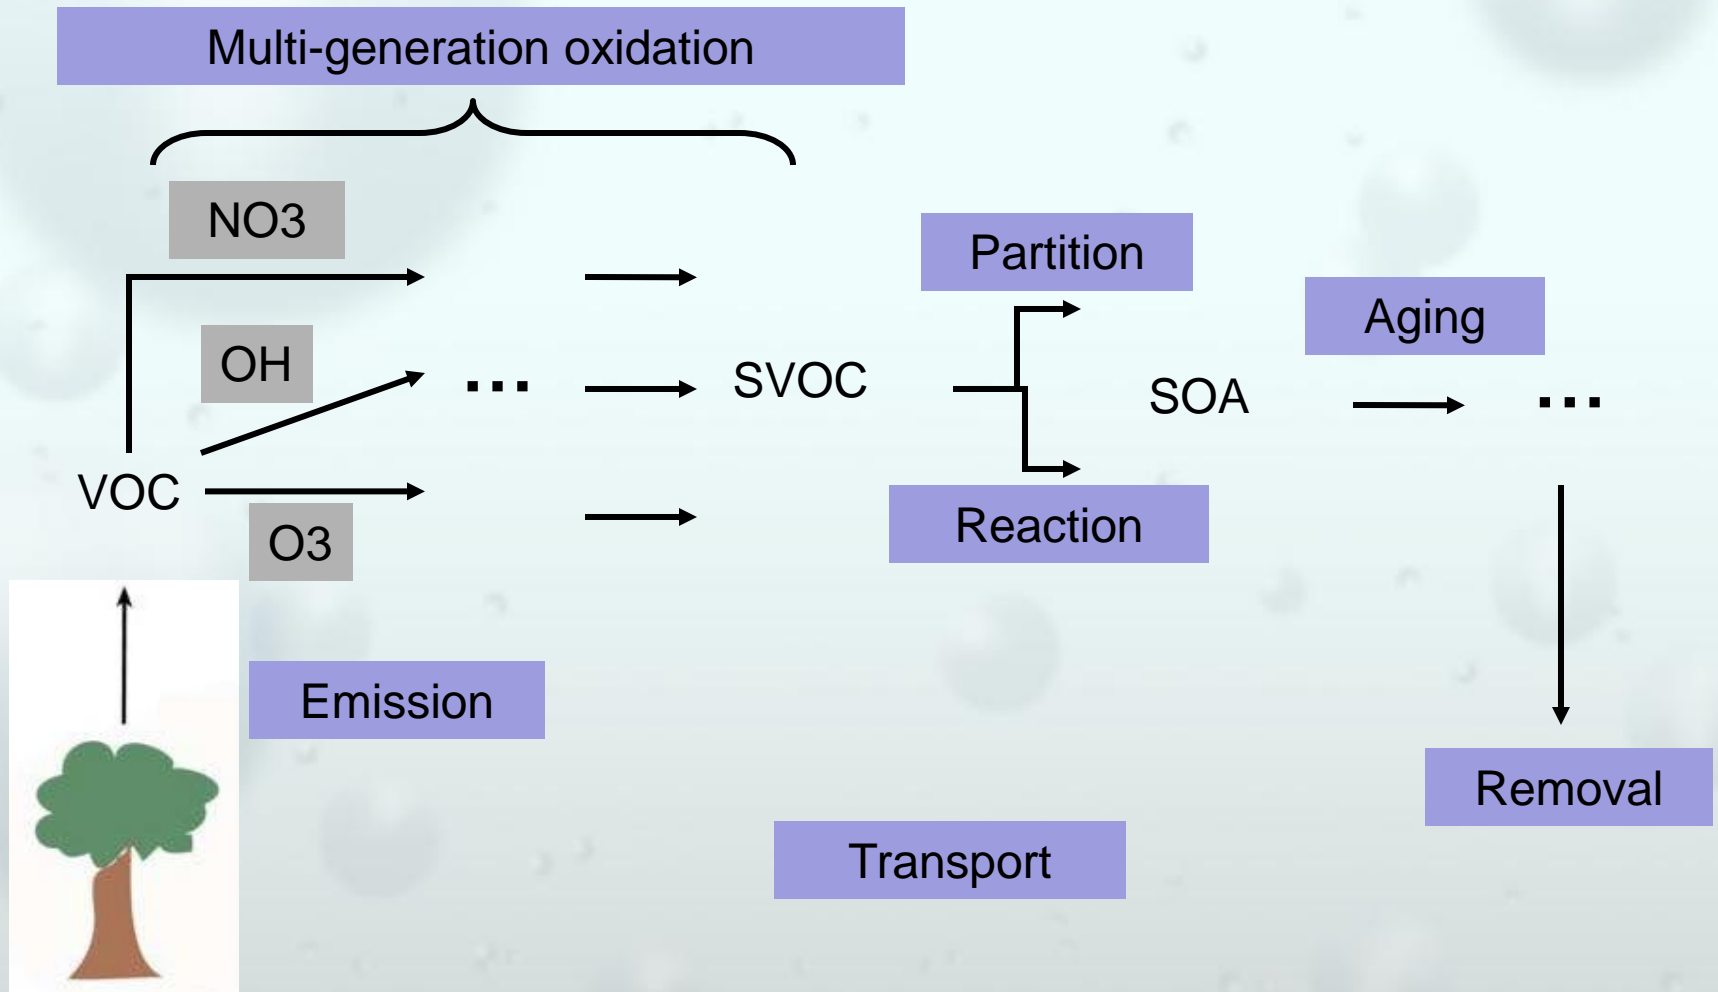 Multi-generation oxidation
NO3
Partition
Aging
OH
...
SVOC
SOA
...
VOC
O3
Reaction
Emission
Removal
Transport